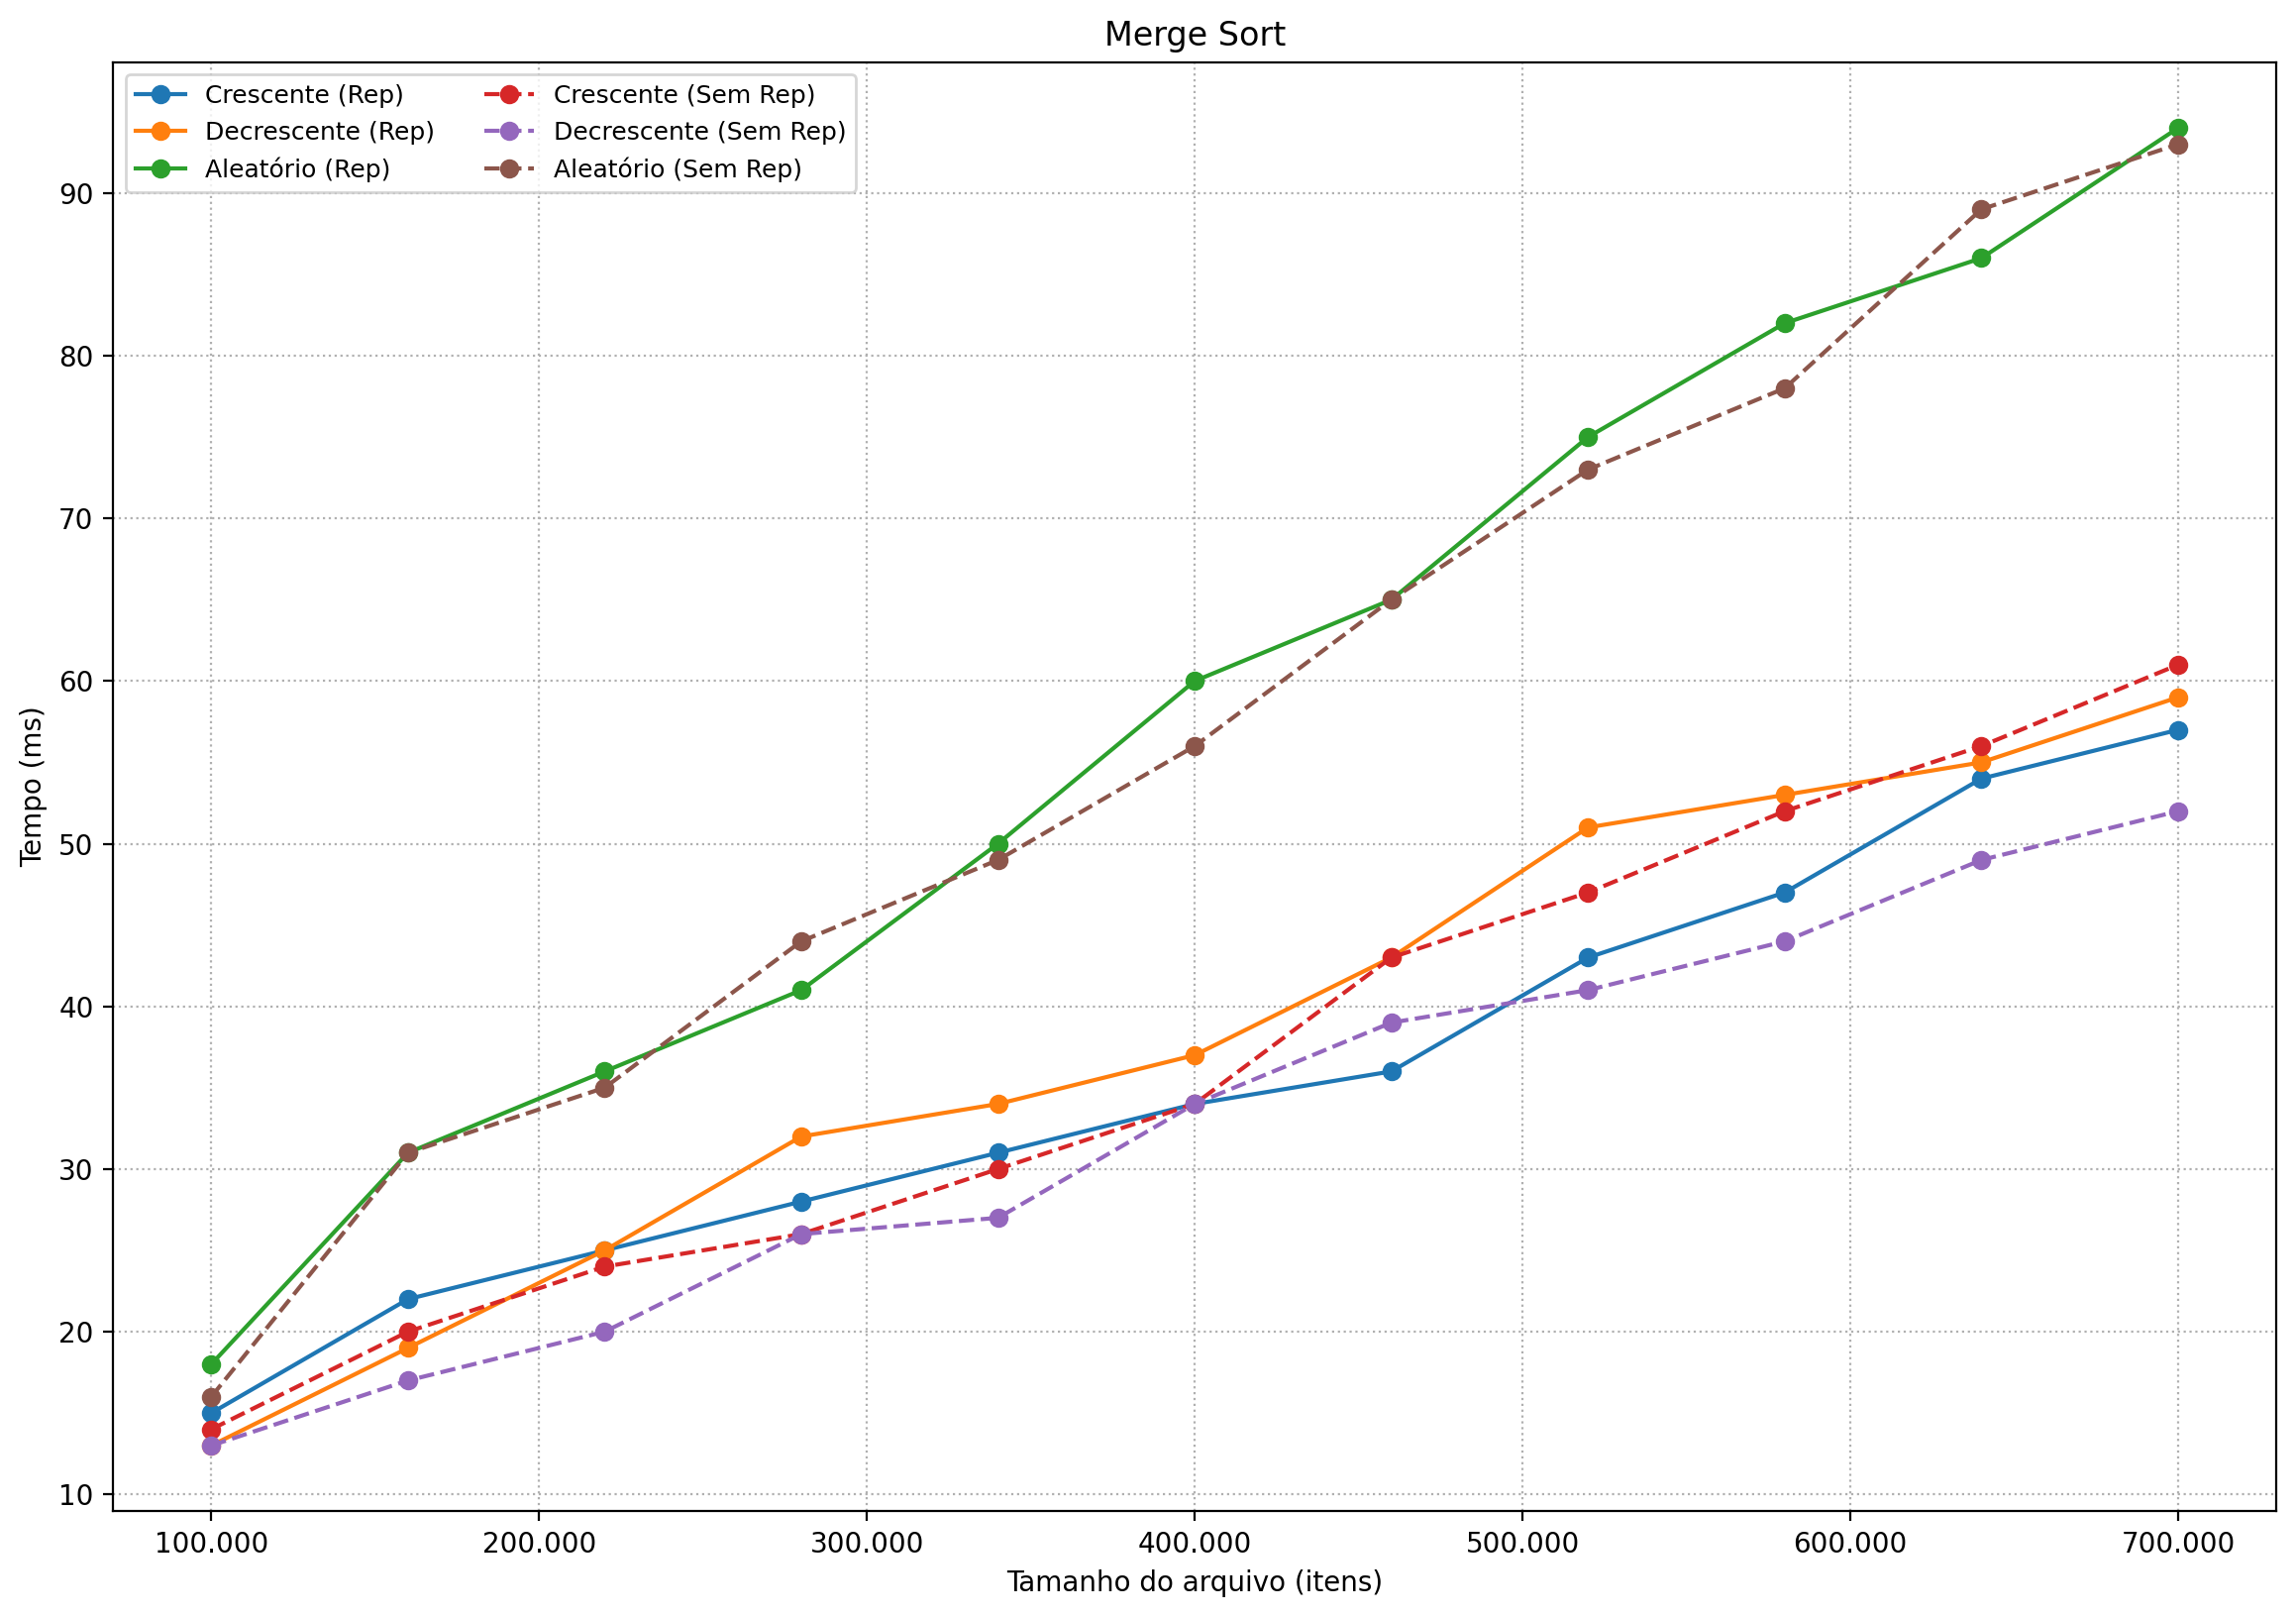 Merge Sort
Crescente (Rep)
Decrescente (Rep)
Aleatório (Rep)
Crescente (Sem Rep)
Decrescente (Sem Rep)
Aleatório (Sem Rep)
Tempo (ms)
90
80
70
60
50
40
30
20
10
100.000 200.000 300.000 400.000 500.000 600.000 700.000
Tamanho do arquivo (itens)